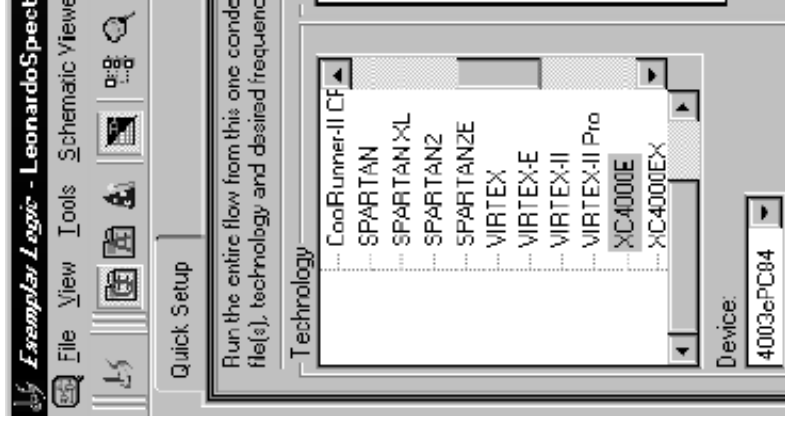 Exemplar Logic - LeonardoSpect
File View Tools Schematic Viewe
Quick Setup
Run the entire flow from this one conde
file(s), technology and desired frequenc
Technology
CooRunner-II CF
SPARTAN
SPARTAN XL
SPARTAN2
SPARTAN2E
VIRTEX
VIRTEX-E
VIRTEX-II
VIRTEX-II Pro
XC4000E
XC4000EX
Device:
4003ePC84